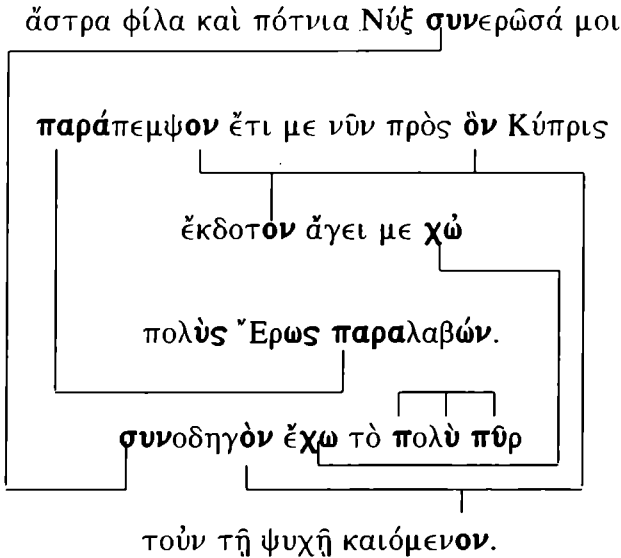 ἄστρα φίλα καὶ πότνια Νύξ συνερῶσά μοι
παράπεμψον ἔτι με νῦν πρὸς ὃν Κύπρις
ἔκδοτὸν ἄγει με χὠ
πολὺς Ἔρως παραλαβών.
συνοδηγὸν ἔχω τὸ πολὺ πῦρ
τοὐν τῇ ψυχῇ καιόμενον.